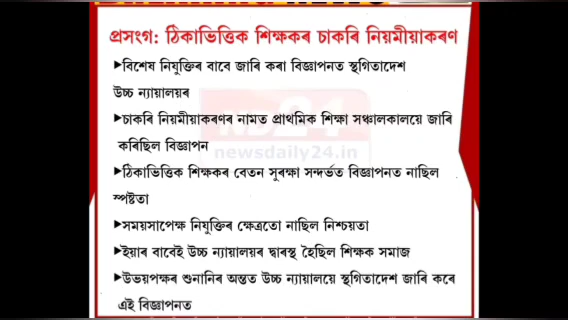 প্ৰসংগ: ঠিকাভিত্তিক শিক্ষকৰ চাকৰি নিয়মীয়াকৰণ
▸বিশেষ নিযুক্তিৰ বাবে জাৰি কৰা বিজ্ঞাপনত স্থগিতাদেশ
উচ্চ ন্যায়ালয়ৰ
▸চাকৰি নিয়মীয়াকৰণৰ নামত প্ৰাথমিক শিক্ষা সঞ্চালকালয়ে জাৰি
কৰিছিল বিজ্ঞাপন
newsdaily24.in
▸ঠিকাভিত্তিক শিক্ষকৰ বেতন সুৰক্ষা সন্দৰ্ভত বিজ্ঞাপনত নাছিল
স্পষ্টতা
▸সময়সাপেক্ষ নিযুক্তিৰ ক্ষেত্ৰতো নাছিল নিশ্চয়তা
▸ইয়াৰ বাবেই উচ্চ ন্যায়ালয়ৰ দ্বাৰস্থ হৈছিল শিক্ষক সমাজ
▸উভয়পক্ষৰ শুনানিৰ অন্তত উচ্চ ন্যায়ালয়ে স্থগিতাদেশ জাৰি কৰে
এই বিজ্ঞাপনত